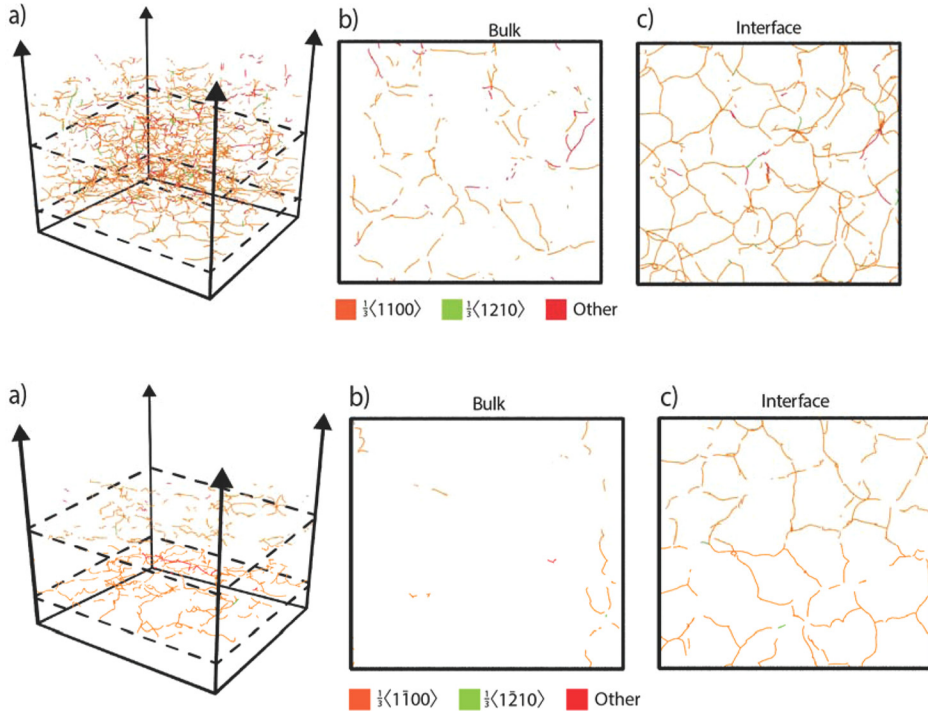 a)
b)
Bulk
c)
Interface
⅓⟨1100⟩ ⅓⟨1210⟩ Other
a)
b)
Bulk
c)
Interface
⅓⟨11̄00⟩ ⅓⟨12̄10⟩ Other